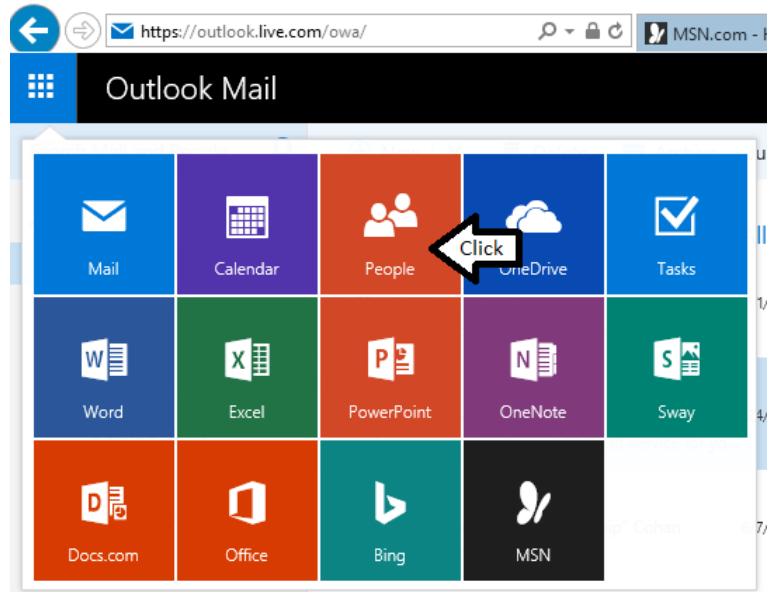 https://outlook.live.com/owa/
MSN.com -
Outlook Mail
Mail
Calendar
People
Click
OneDrive
Tasks
Word
Excel
PowerPoint
OneNote
Sway
Docs.com
Office
Bing
MSN